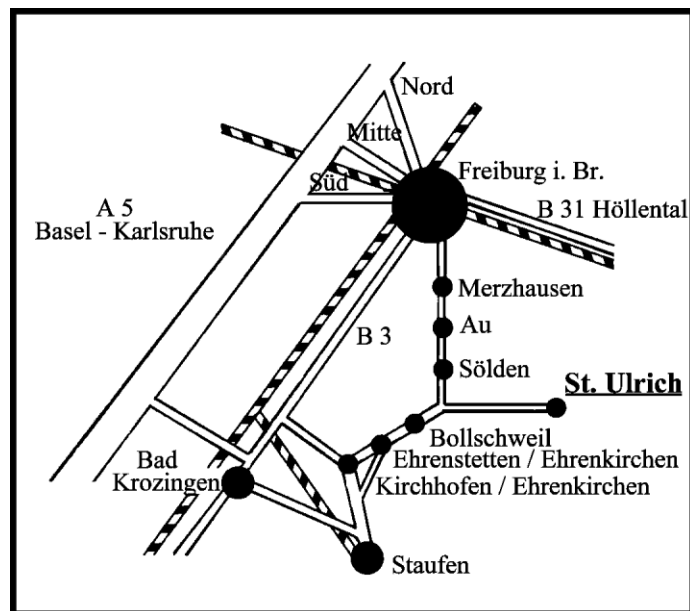 Nord
Mitte
Freiburg i. Br.
Süd
A 5
B 31 Höllental
Basel - Karlsruhe
Merzhausen
Au
B 3
Sölden
St. Ulrich
Bollschweil
Bad
Krozingen
Ehrenstetten / Ehrenkirchen
Kirchhofen / Ehrenkirchen
Staufen